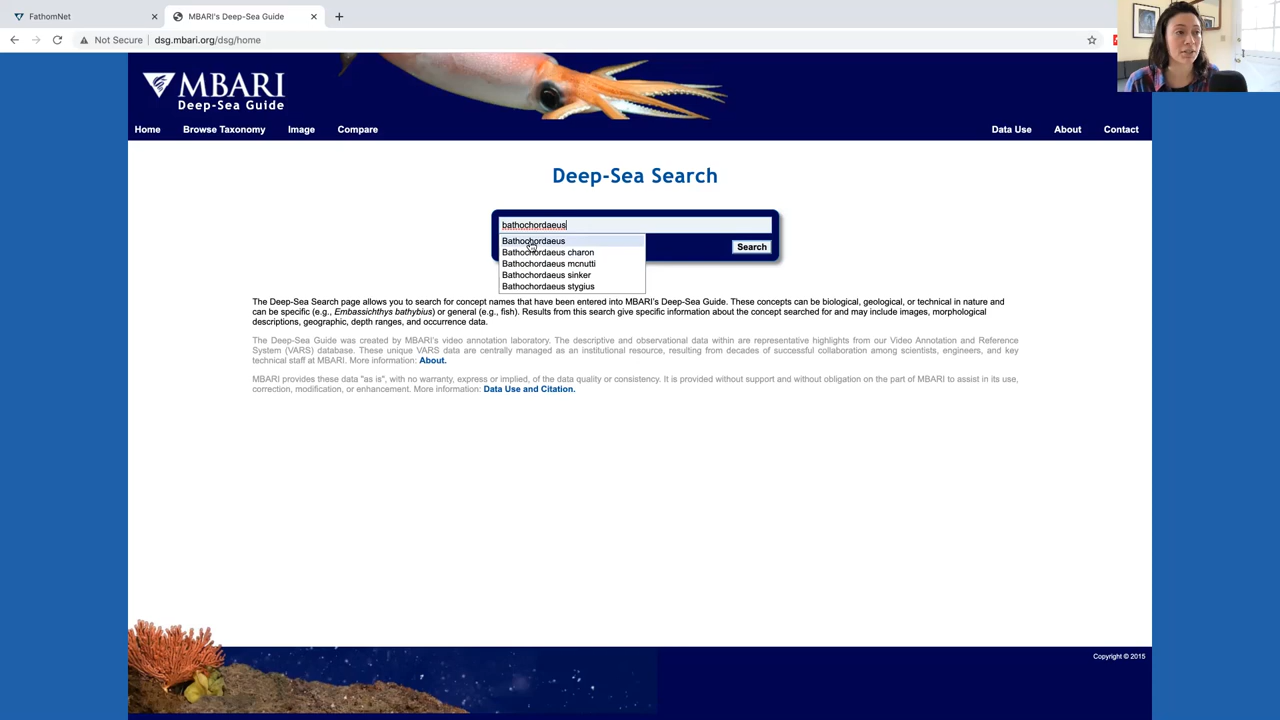 FathomNet
MBARI's Deep-Sea Guide
Not Secure dsg.mbari.org/dsg/home
MBARI
Deep-Sea Guide
Home Browse Taxonomy Image Compare Data Use About Contact
Deep-Sea Search
bathochordaeus
Bathochordaeus
Bathochordaeus charon
Bathochordaeus mcnutti
Bathochordaeus sinker
Bathochordaeus stygius
Search
The Deep-Sea Search page allows you to search for concept names that have been entered into MBARI's Deep-Sea Guide. These concepts can be biological, geological, or technical in nature and
can be specific (e.g., Embassichthys bathybius) or general (e.g., fish). Results from this search give specific information about the concept searched for and may include images, morphological
descriptions, geographic, depth ranges, and occurrence data.
The Deep-Sea Guide was created by MBARI's video annotation laboratory. The descriptive and observational data within are representative highlights from our Video Annotation and Reference
System (VARS) database. These unique VARS data are centrally managed as an institutional resource, resulting from decades of successful collaboration among scientists, engineers, and key
technical staff at MBARI. More information: About.
MBARI provides these data "as is", with no warranty, express or implied, of the data quality or consistency. It is provided without support and without obligation on the part of MBARI to assist in its use,
correction, modification, or enhancement. More information: Data Use and Citation.
Copyright © 2015